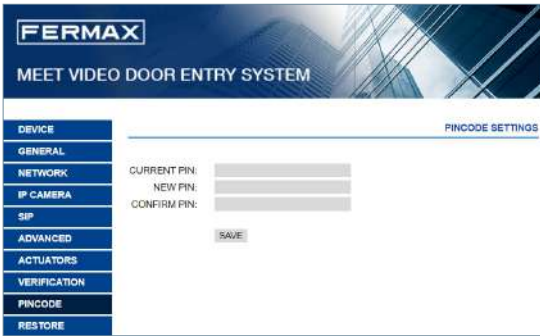 FERMAX
MEET VIDEO DOOR ENTRY SYSTEM
DEVICE
GENERAL
NETWORK
IP CAMERA
SIP
ADVANCED
ACTUATORS
VERIFICATION
PINCODE
RESTORE
PINCODE SETTINGS
CURRENT PIN:
NEW PIN:
CONFIRM PIN:
SAVE